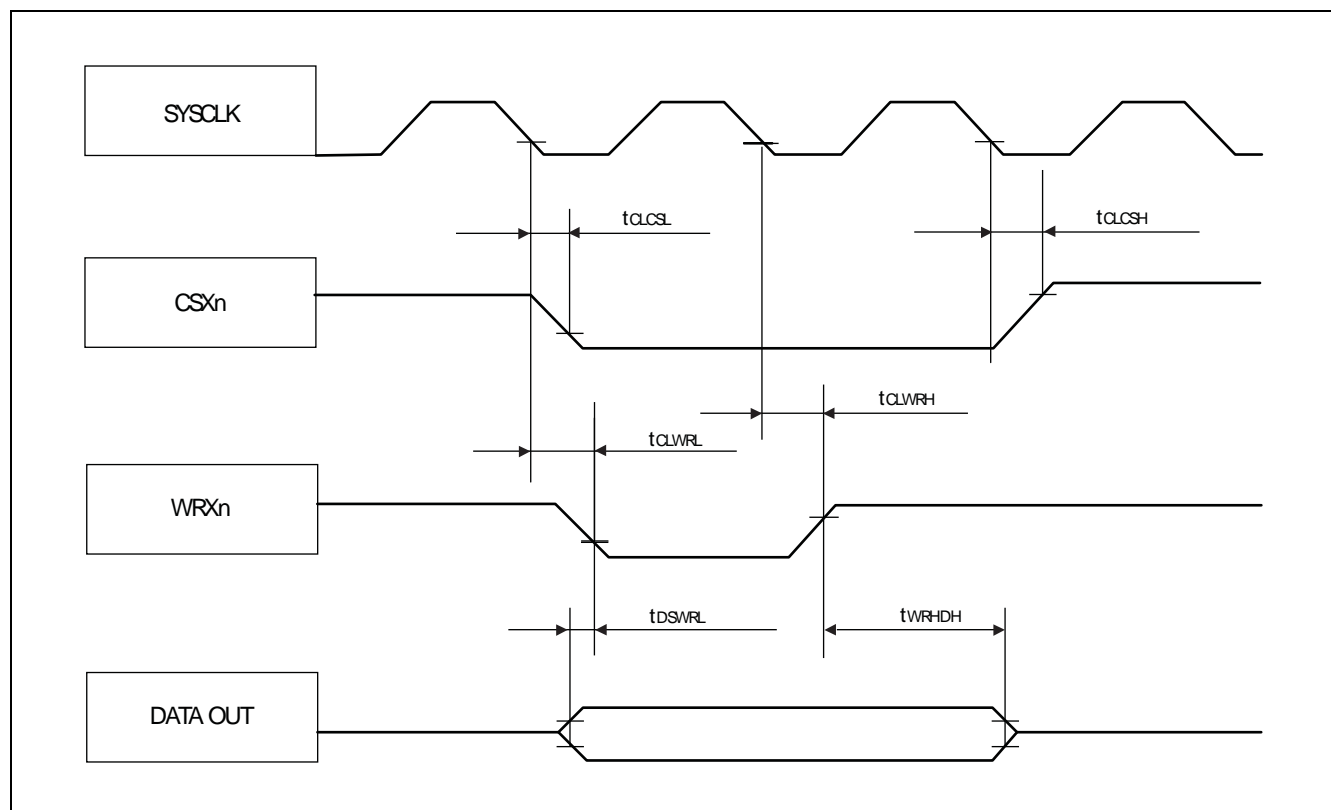 SYSCLK
tCLCSL
tCLCSH
CSXn
tCLWRH
tCLWRL
WRXn
tDSWRL
tWRHDH
DATA OUT